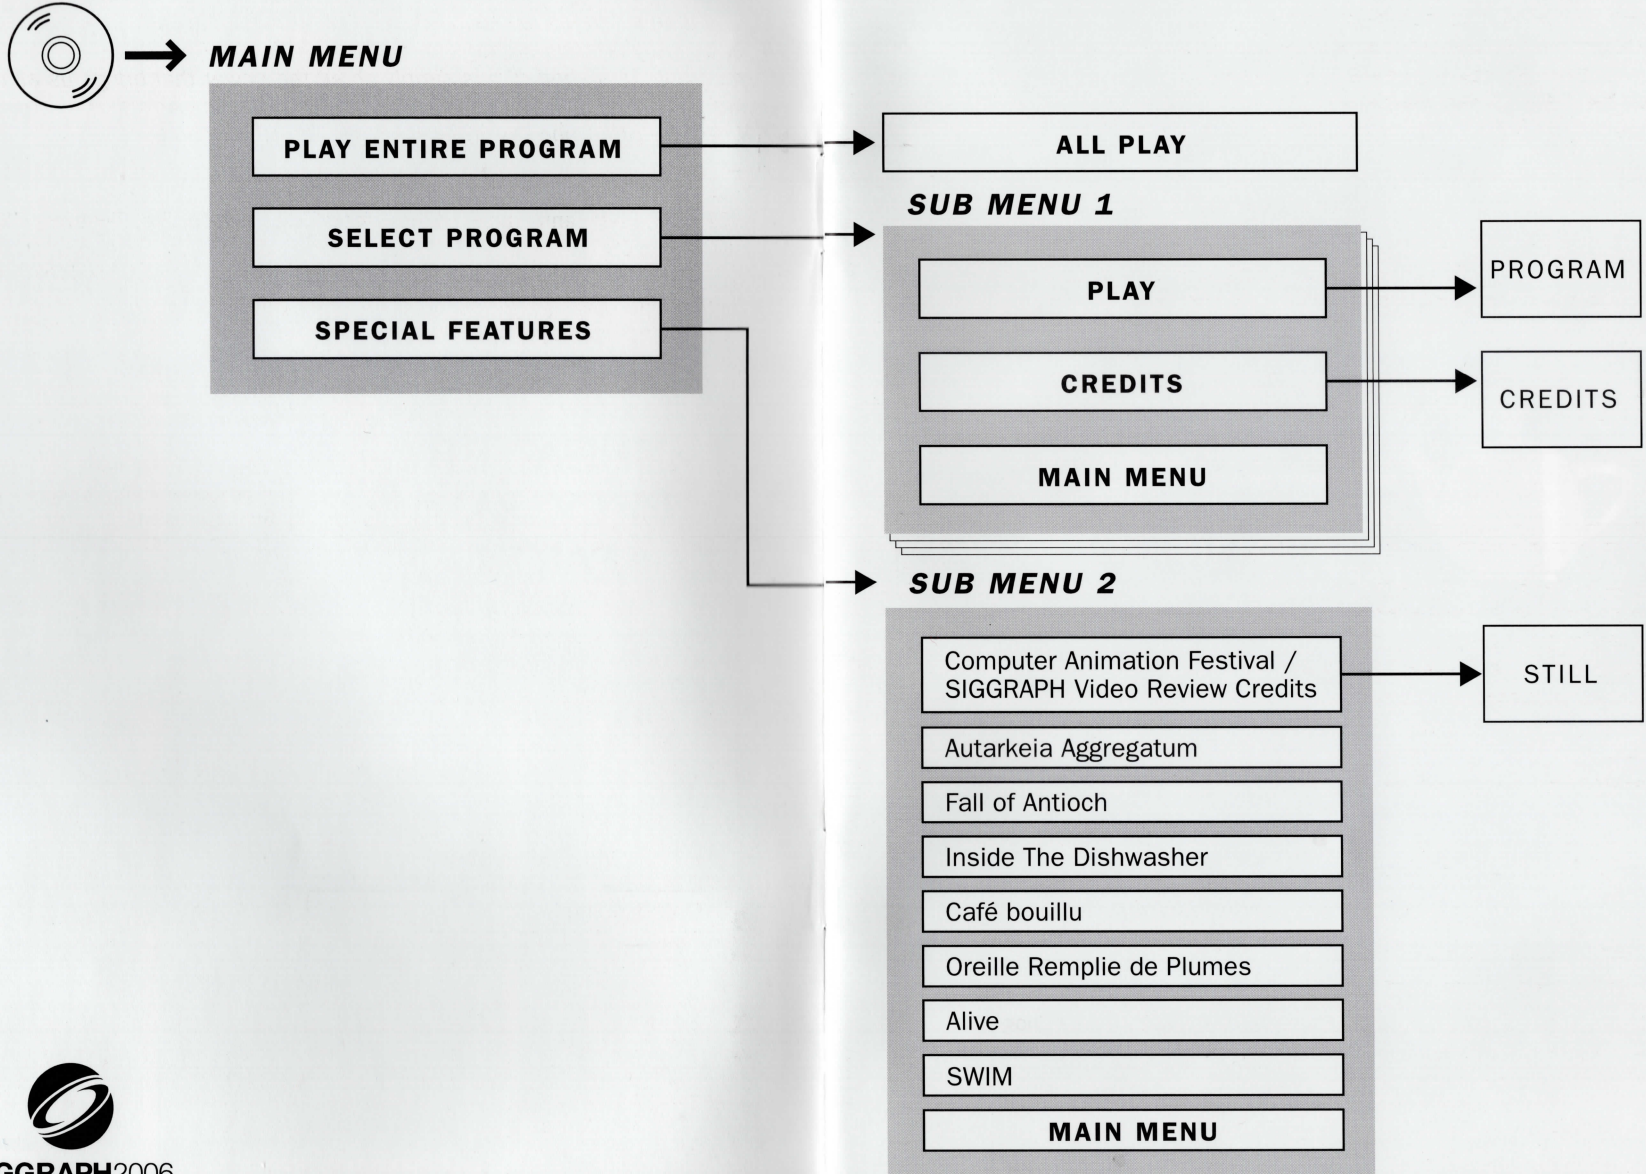 MAIN MENU
PLAY ENTIRE PROGRAM
SELECT PROGRAM
SPECIAL FEATURES
ALL PLAY
SUB MENU 1
PLAY
CREDITS
MAIN MENU
PROGRAM
CREDITS
SUB MENU 2
Computer Animation Festival /
SIGGRAPH Video Review Credits
Autarkeia Aggregatum
Fall of Antioch
Inside The Dishwasher
Café bouillu
Oreille Remplie de Plumes
Alive
SWIM
MAIN MENU
STILL
GGRAPH2006